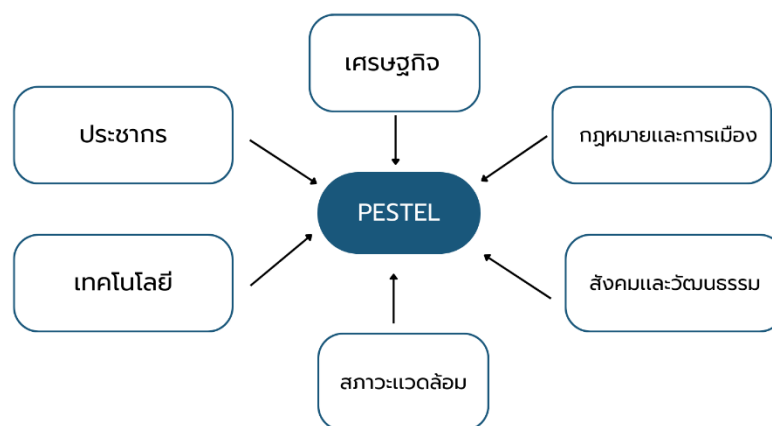 เศรษฐกิจ
ประชากร
กฎหมายและการเมือง
PESTEL
เทคโนโลยี
สังคมและวัฒนธรรม
สภาวะแวดล้อม